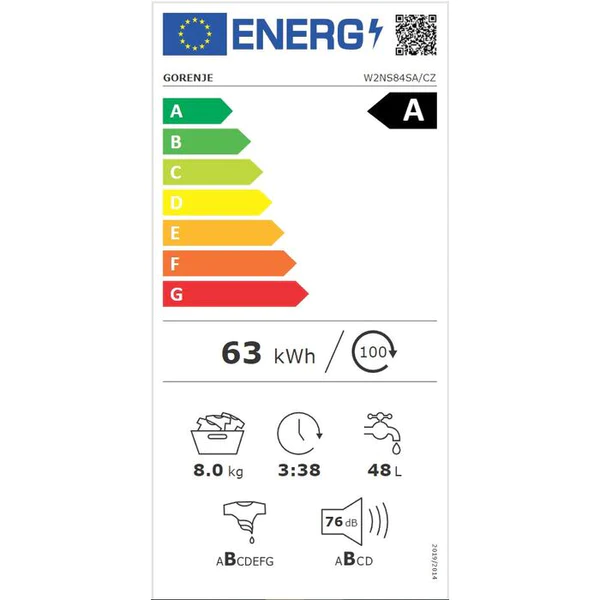 ENERG
GORENJE W2NS84SA/CZ
A A
B
C
D
E
F
G
63 kWh / 100
8.0 kg 3:38 48 L
76 dB
ABCDEFG ABCD
2019/2014